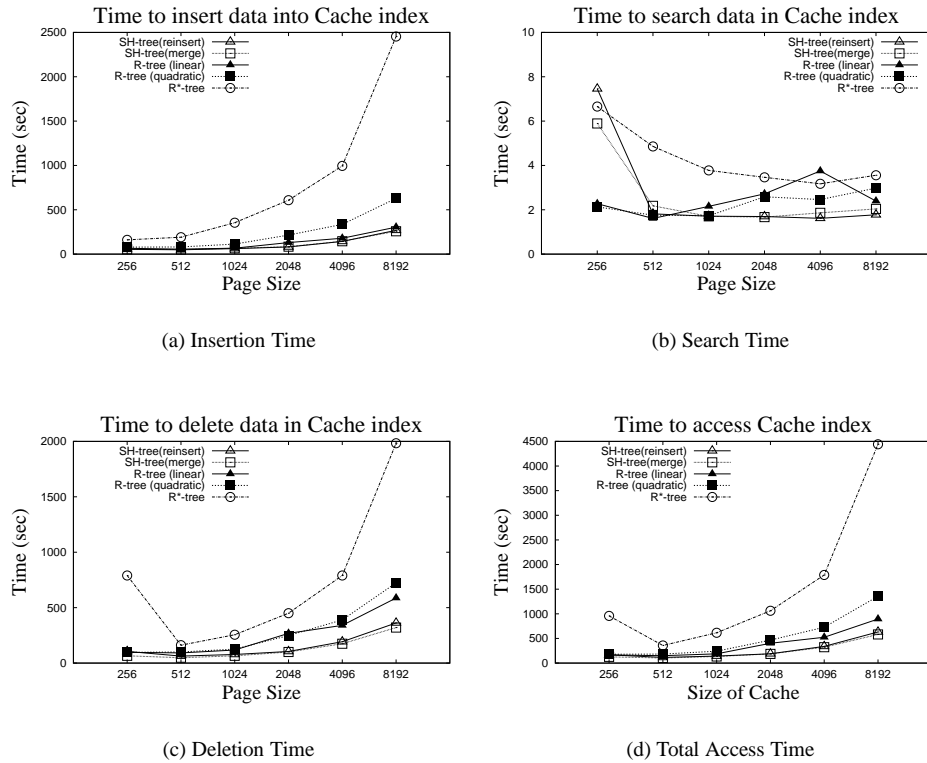 Time to insert data into Cache index
2500
2000
1500
1000
500
0
Time (sec)
SH-tree(reinsert)
SH-tree(merge)
R-tree (linear)
R-tree (quadratic)
R*-tree
256 512 1024 2048 4096 8192
Page Size
(a) Insertion Time
Time to search data in Cache index
10
8
6
4
2
0
Time (sec)
SH-tree(reinsert)
SH-tree(merge)
R-tree (linear)
R-tree (quadratic)
R*-tree
256 512 1024 2048 4096 8192
Page Size
(b) Search Time
Time to delete data in Cache index
2000
1500
1000
500
0
Time (sec)
SH-tree(reinsert)
SH-tree(merge)
R-tree (linear)
R-tree (quadratic)
R*-tree
256 512 1024 2048 4096 8192
Page Size
(c) Deletion Time
Time to access Cache index
4500
4000
3500
3000
2500
2000
1500
1000
500
0
Time (sec)
SH-tree(reinsert)
SH-tree(merge)
R-tree (linear)
R-tree (quadratic)
R*-tree
256 512 1024 2048 4096 8192
Size of Cache
(d) Total Access Time